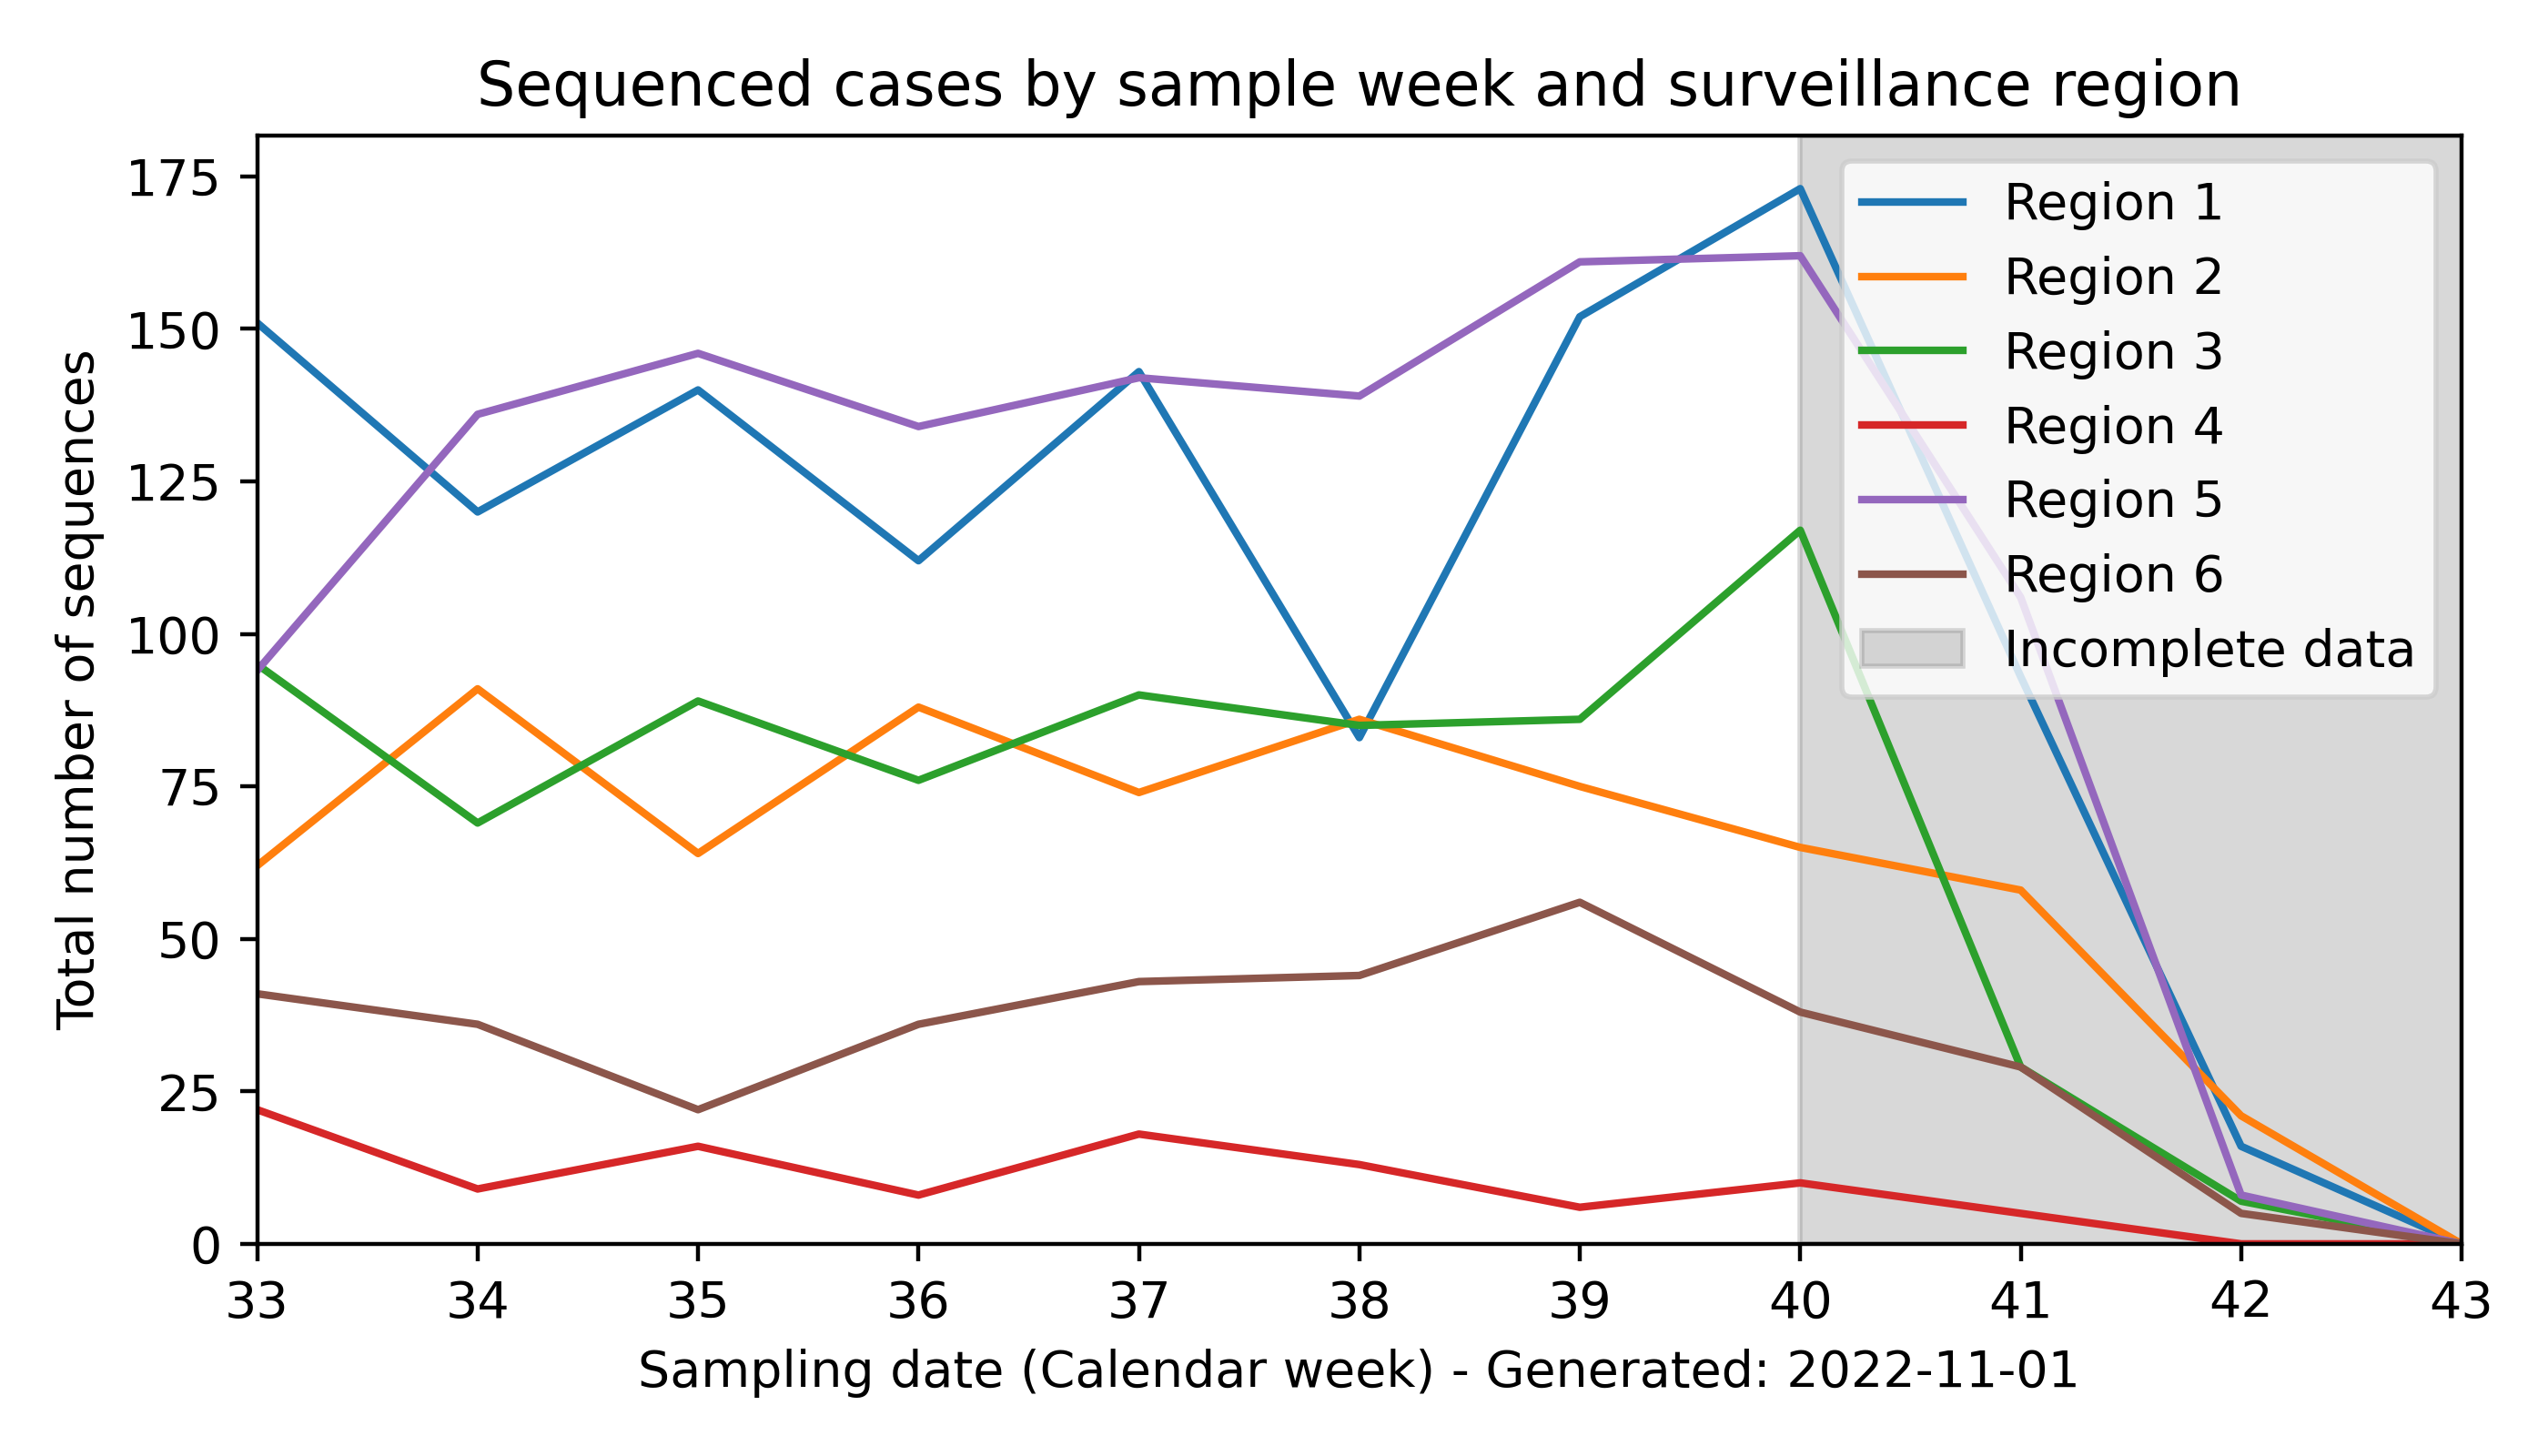 Sequenced cases by sample week and surveillance region
Total number of sequences
175
150
125
100
75
50
25
0
Region 1
Region 2
Region 3
Region 4
Region 5
Region 6
Incomplete data
33 34 35 36 37 38 39 40 41 42 43
Sampling date (Calendar week) - Generated: 2022-11-01